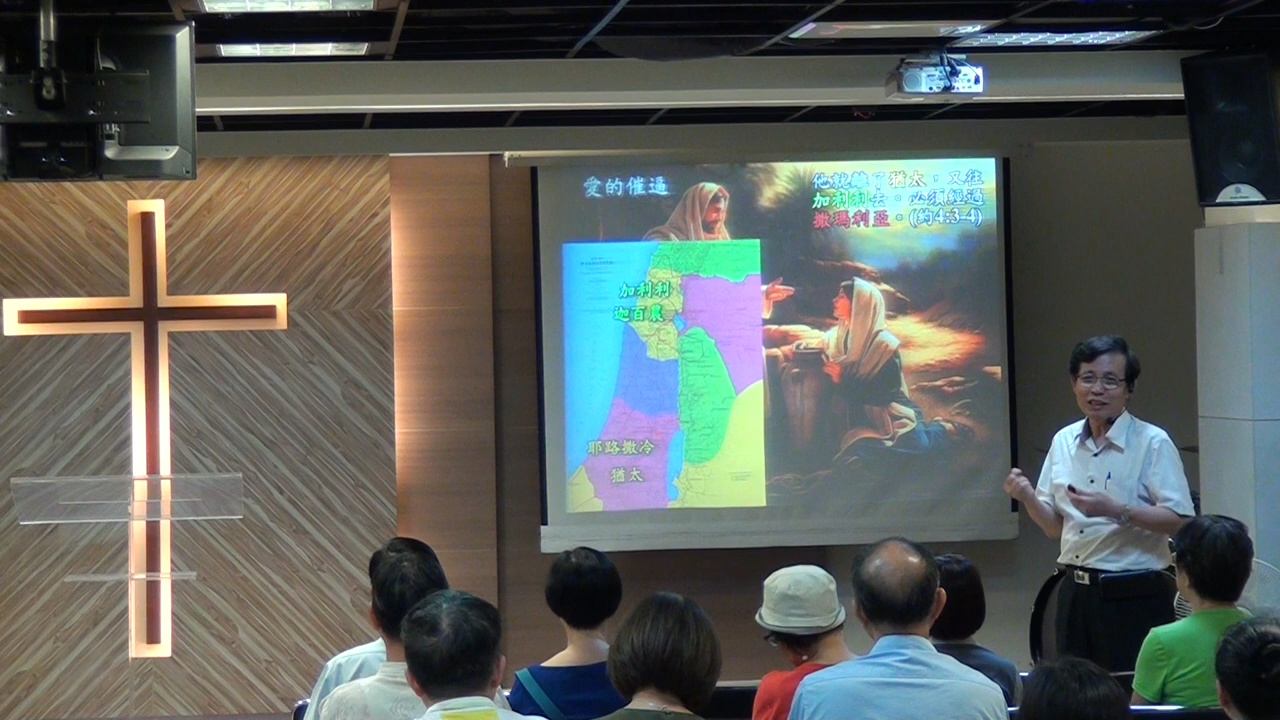 愛的催逼
他就離了猶太，又往
加利利去。必須經過
撒瑪利亞。(約4:3-4)
加利利
迦百農
耶路撒冷
猶太